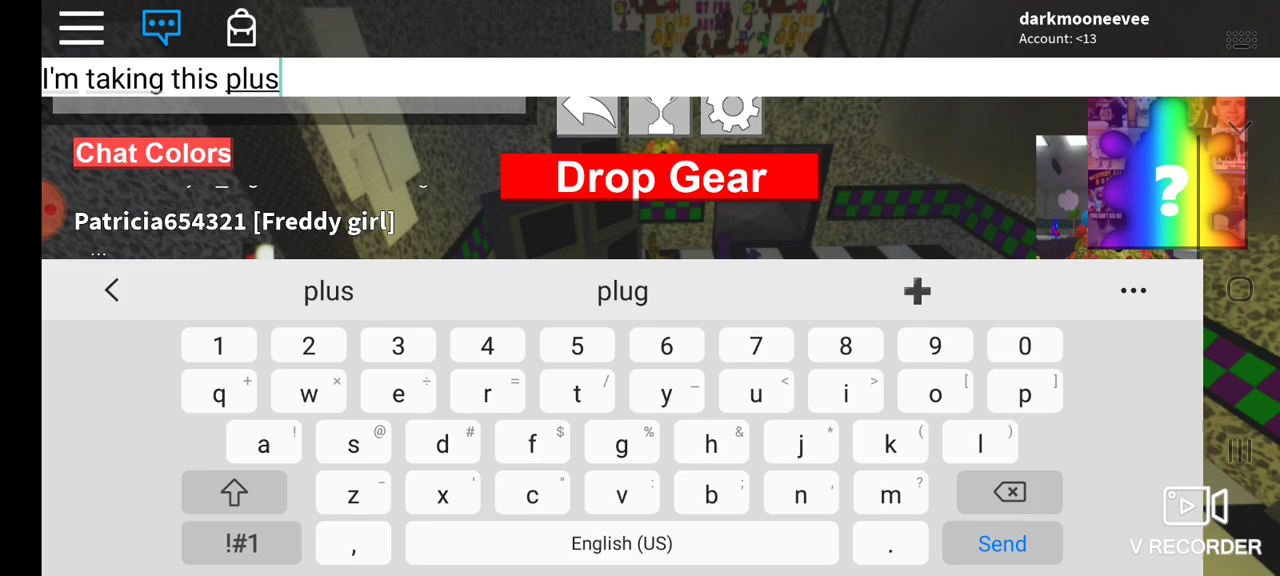 darkmooneevee
Account: <13
I'm taking this plus
Chat Colors
Drop Gear
?
Patricia654321 [Freddy girl]
...
plus plug ➕ •••
1 2 3 4 5 6 7 8 9 0
q + w × e ÷ r = t / y _ u < i > o [ p ]
a ! s @ d # f $ g % h & j * k ( l )
z - x ' c " v : b ; n , m ?
!#1 , English (US) . Send
V RECORDER